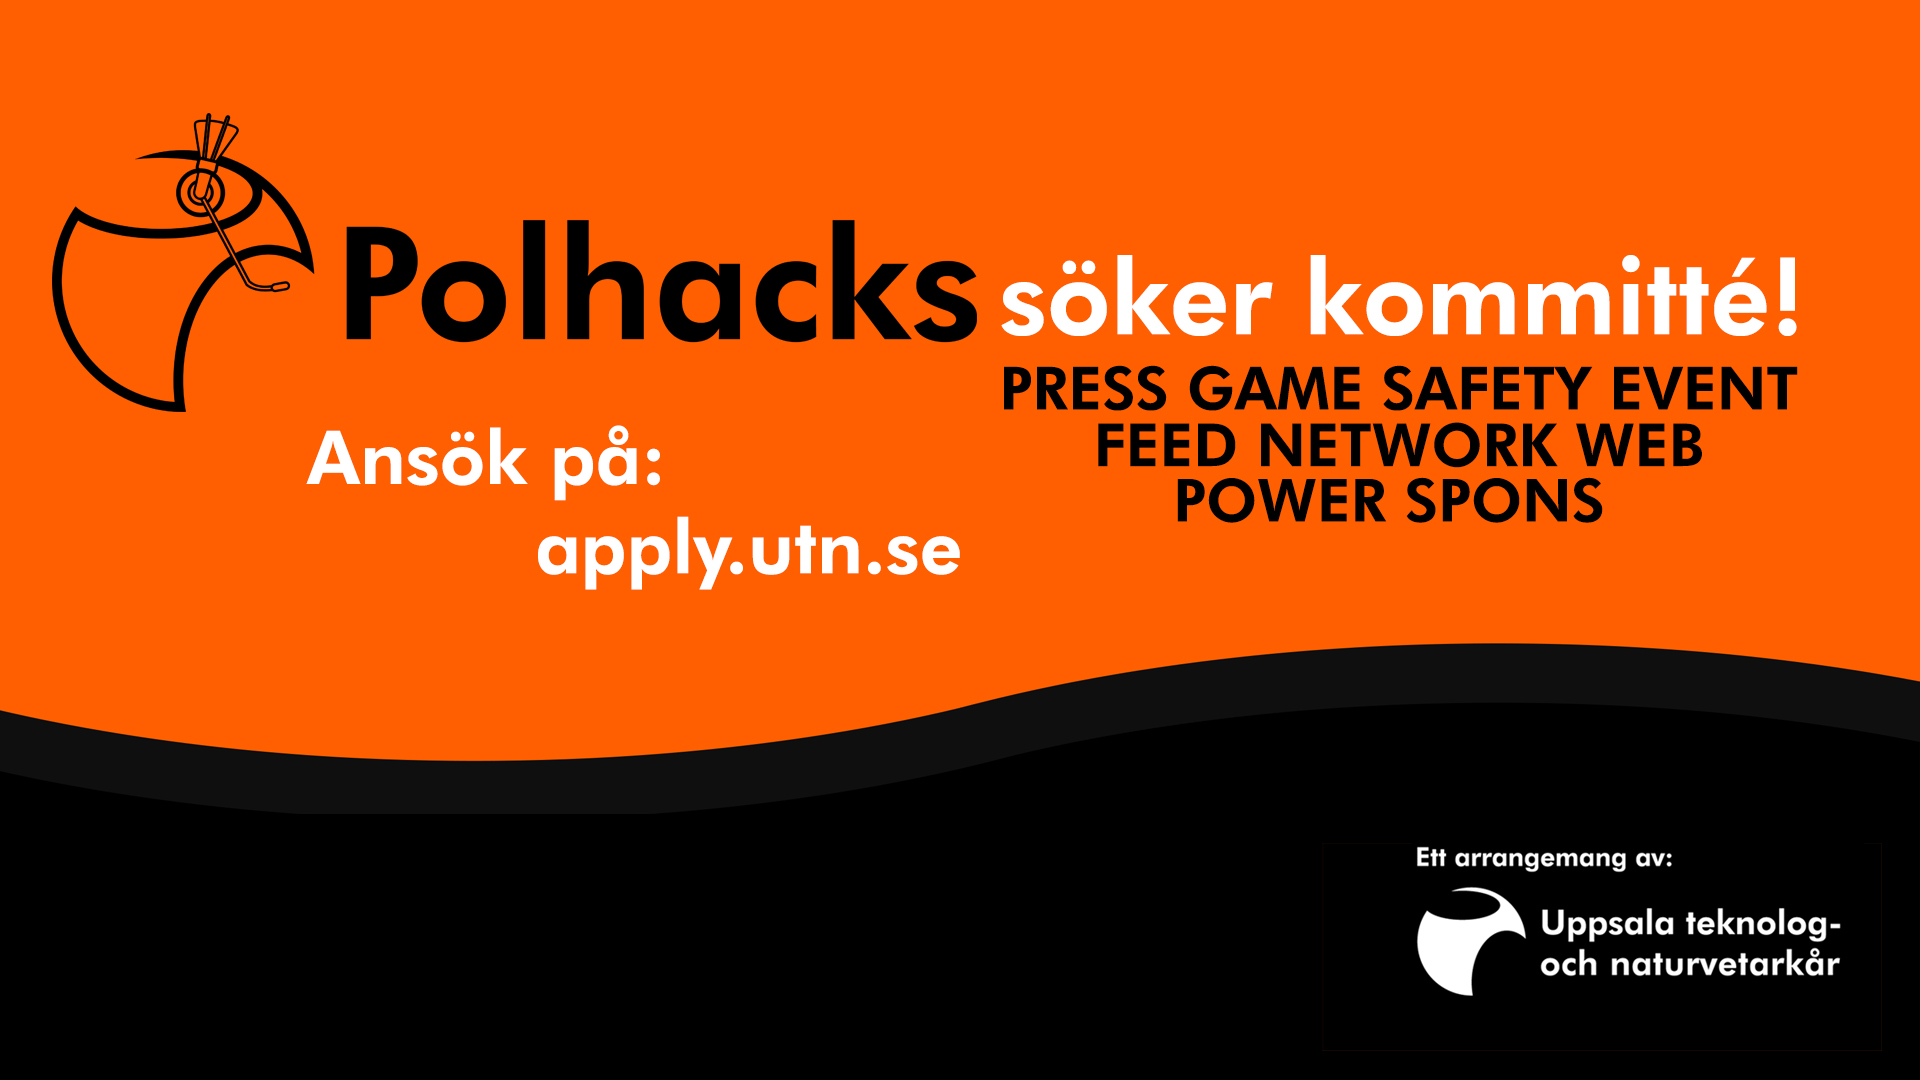 Polhacks söker kommitté!
PRESS GAME SAFETY EVENT
FEED NETWORK WEB
POWER SPONS
Ansök på:
apply.utn.se
Ett arrangemang av:
Uppsala teknolog-
och naturvetarkår